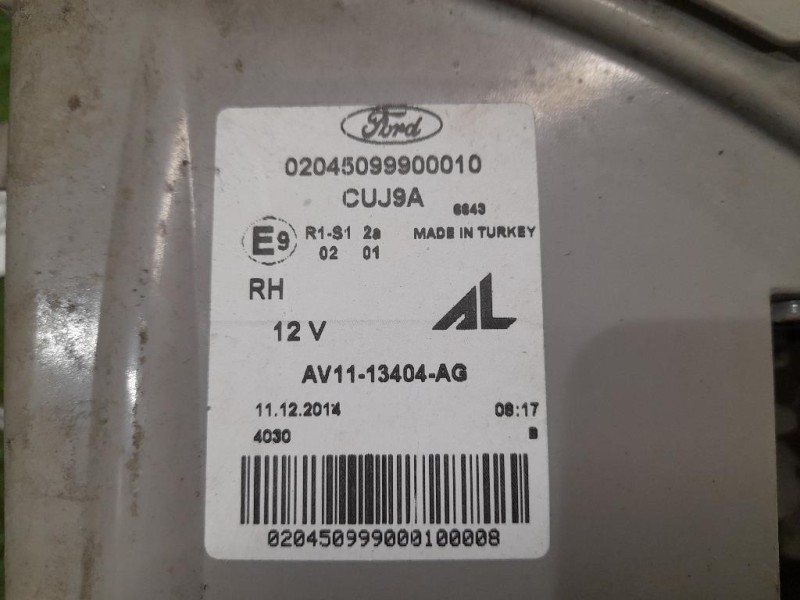 Ford
02045099900010
CUJ9A
6643
E9 R1-S1 2a MADE IN TURKEY
02 01
RH
AL
12 V
AV11-13404-AG
11.12.2014 08:17
4030 B
020450999000100008